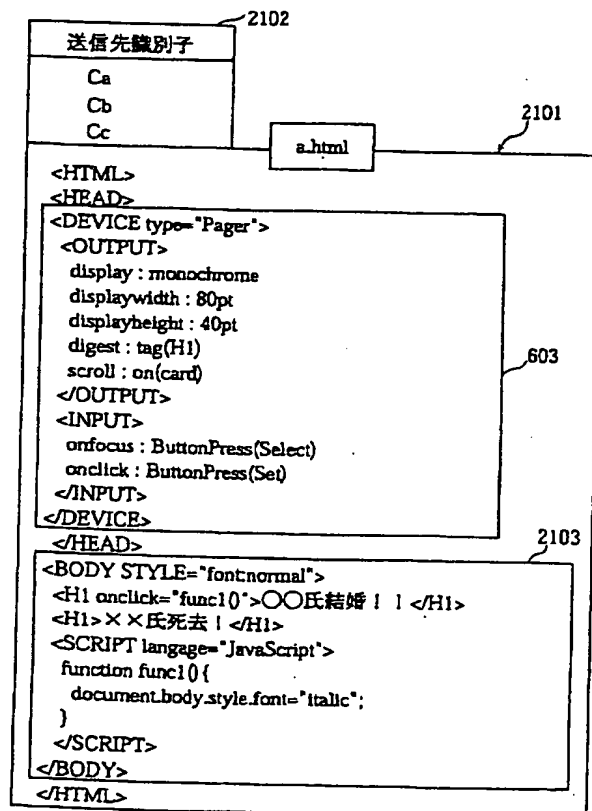 2102
送信先識別子
Ca
Cb
Cc
2101
a.html
<HTML>
<HEAD>
<DEVICE type="Pager">
<OUTPUT>
display : monochrome
displaywidth : 80pt
displayheight : 40pt
digest : tag(H1)
scroll : on(card)
</OUTPUT>
603
<INPUT>
onfocus : ButtonPress(Select)
onclick : ButtonPress(Set)
</INPUT>
</DEVICE>
</HEAD>
2103
<BODY STYLE="font:normal">
<H1 onclick="func1()">〇〇氏結婚！！</H1>
<H1>××氏死去！</H1>
<SCRIPT langage="JavaScript">
function func1() {
document.body.style.font="italic";
}
</SCRIPT>
</BODY>
</HTML>